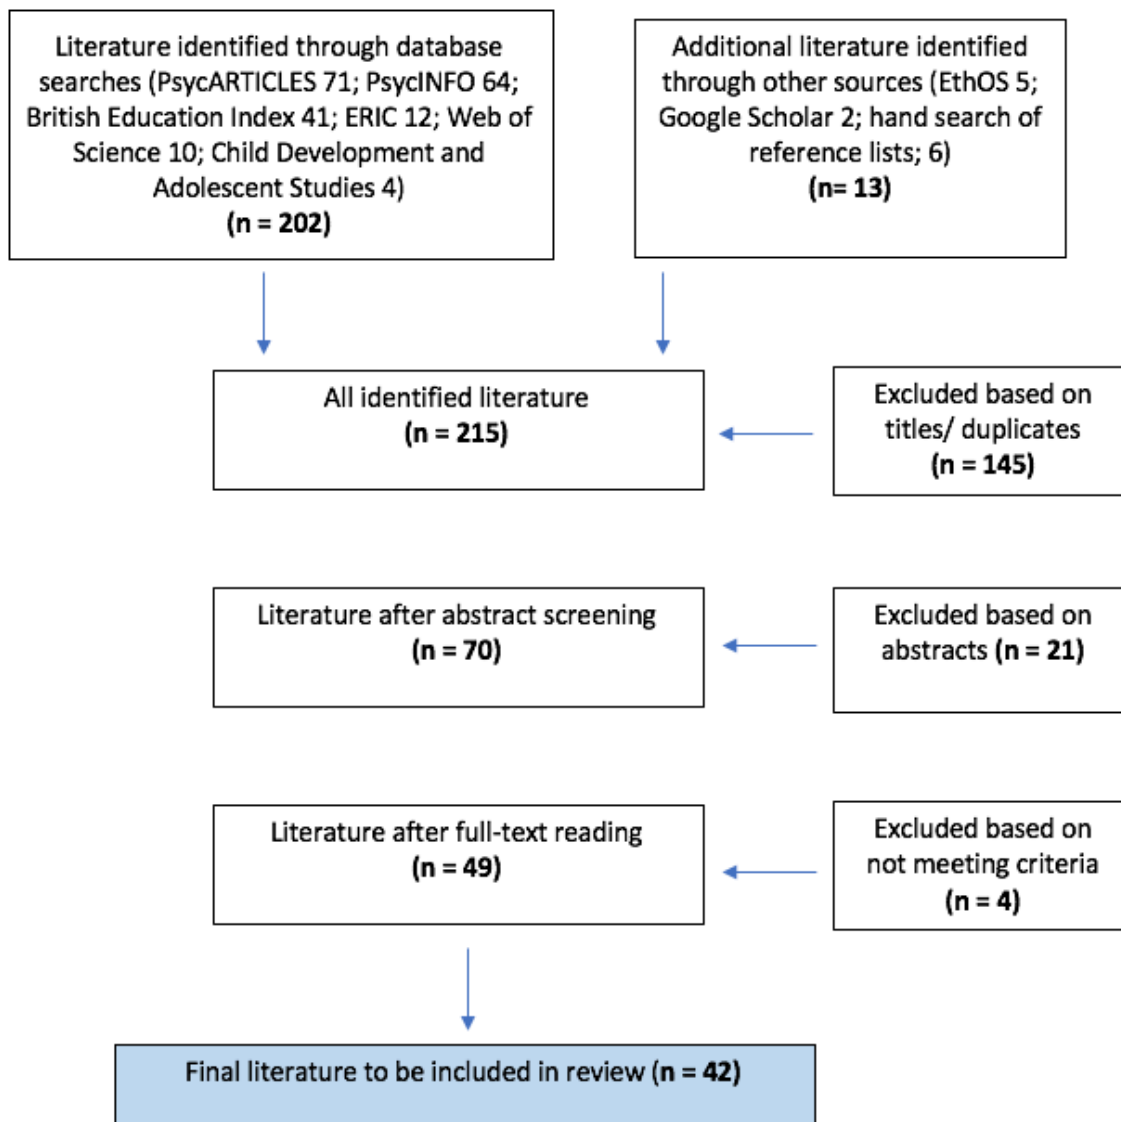 Literature identified through database
searches (PsycARTICLES 71; PsycINFO 64;
British Education Index 41; ERIC 12; Web of
Science 10; Child Development and
Adolescent Studies 4)
(n = 202)
Additional literature identified
through other sources (EthOS 5;
Google Scholar 2; hand search of
reference lists; 6)
(n= 13)
All identified literature
(n = 215)
Excluded based on
titles/ duplicates
(n = 145)
Literature after abstract screening
(n = 70)
Excluded based on
abstracts (n = 21)
Literature after full-text reading
(n = 49)
Excluded based on
not meeting criteria
(n = 4)
Final literature to be included in review (n = 42)